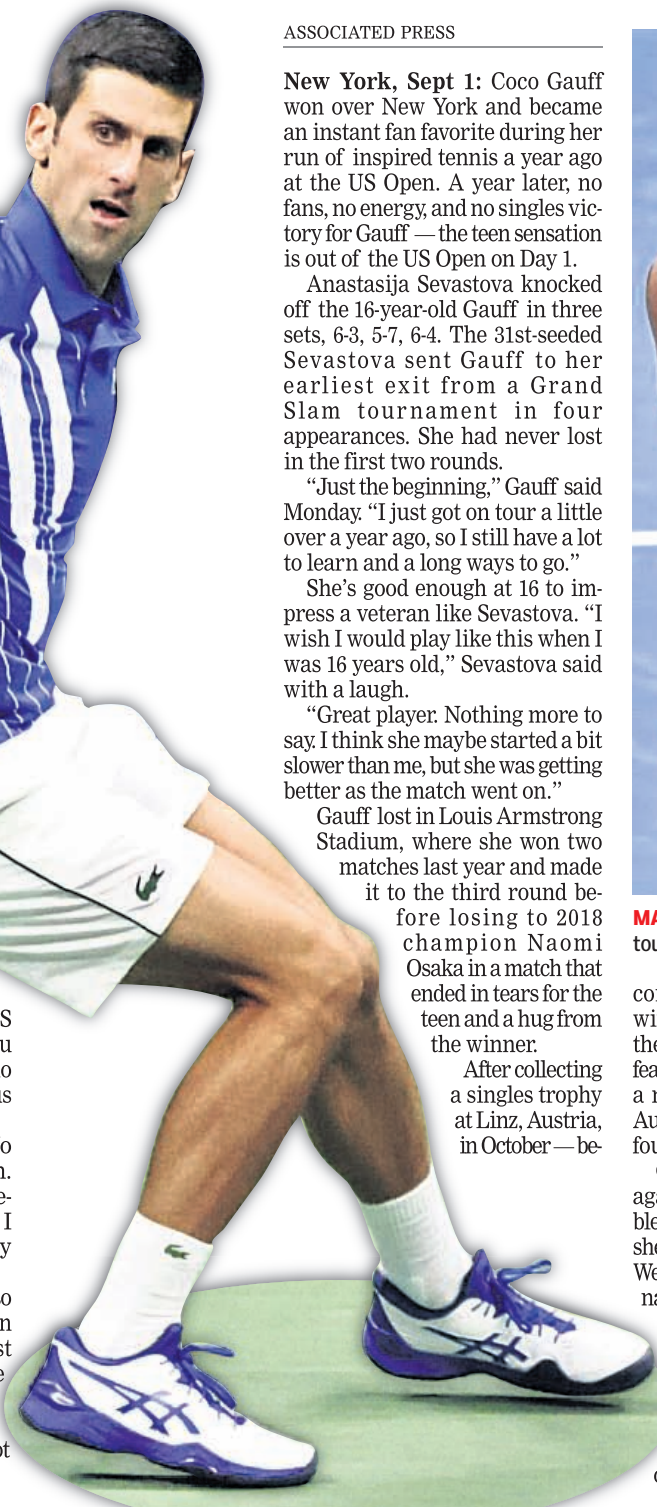 ASSOCIATED PRESS
New York, Sept 1: Coco Gauff
won over New York and became
an instant fan favorite during her
run of inspired tennis a year ago
at the US Open. A year later, no
fans, no energy, and no singles vic-
tory for Gauff — the teen sensation
is out of the US Open on Day 1.
Anastasija Sevastova knocked
off the 16-year-old Gauff in three
sets, 6-3, 5-7, 6-4. The 31st-seeded
Sevastova sent Gauff to her
earliest exit from a Grand
Slam tournament in four
appearances. She had never lost
in the first two rounds.
“Just the beginning,” Gauff said
Monday. “I just got on tour a little
over a year ago, so I still have a lot
to learn and a long ways to go.”
She’s good enough at 16 to im-
press a veteran like Sevastova. “I
wish I would play like this when I
was 16 years old,” Sevastova said
with a laugh.
“Great player. Nothing more to
say. I think she maybe started a bit
slower than me, but she was getting
better as the match went on.”
Gauff lost in Louis Armstrong
Stadium, where she won two
matches last year and made
it to the third round be-
fore losing to 2018
champion Naomi
Osaka in a match that
ended in tears for the
teen and a hug from
the winner.
After collecting
a singles trophy
at Linz, Austria,
in October — be-